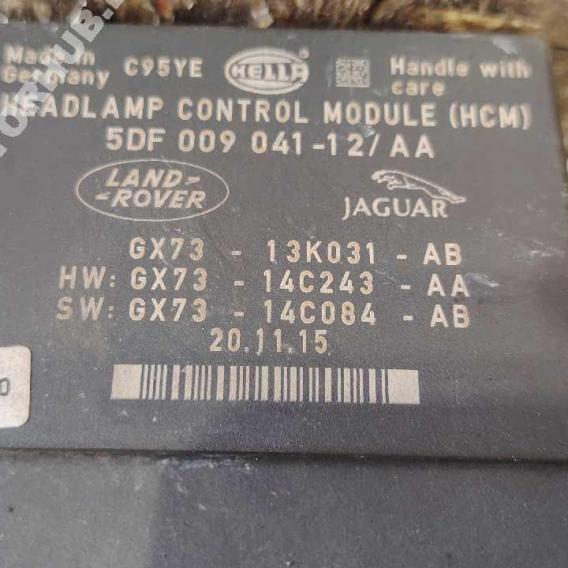 Made in Germany C95YE HELLA Handle with care
HEADLAMP CONTROL MODULE (HCM)
5DF 009 041-12/AA
LAND-
-ROVER
JAGUAR
GX73 - 13K031 - AB
HW: GX73 - 14C243 - AA
SW: GX73 - 14C084 - AB
20.11.15
0